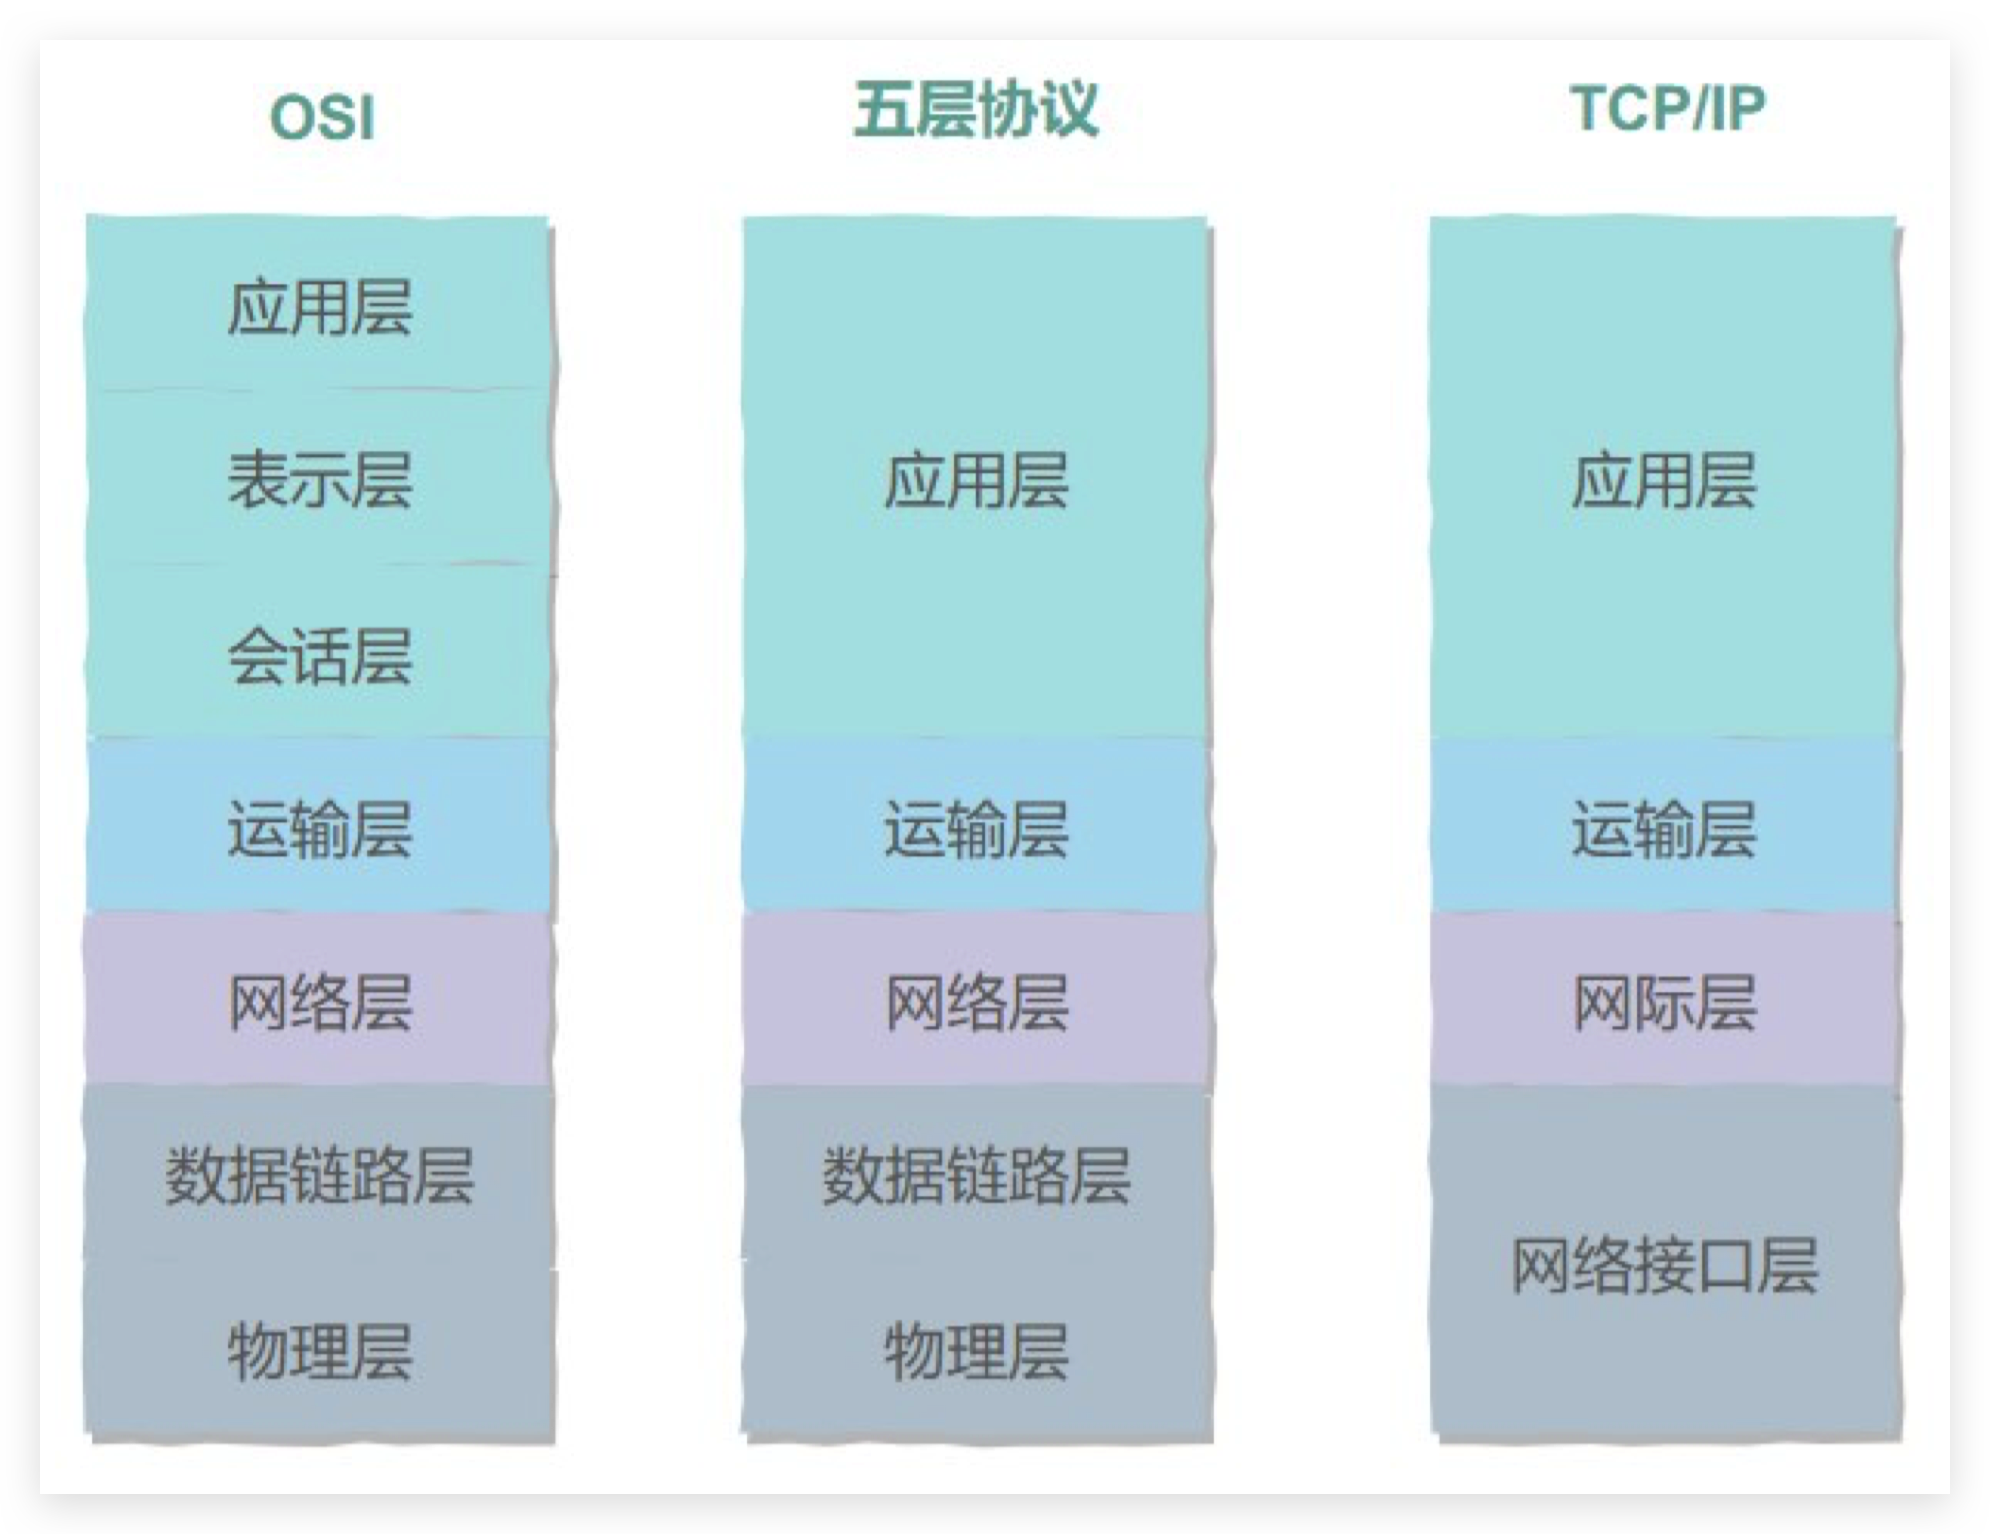 OSI
应用层
表示层
会话层
运输层
网络层
数据链路层
物理层
五层协议
应用层
运输层
网络层
数据链路层
物理层
TCP/IP
应用层
运输层
网际层
网络接口层